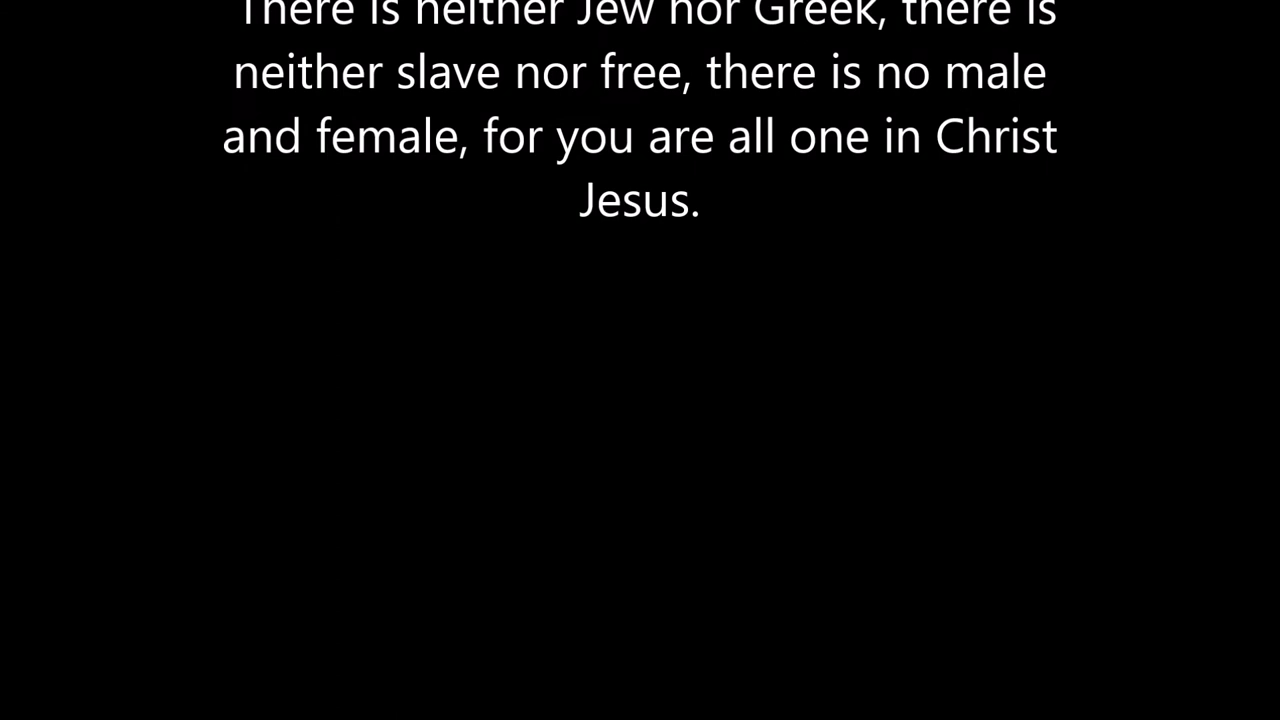 There is neither Jew nor Greek, there is
neither slave nor free, there is no male
and female, for you are all one in Christ
Jesus.